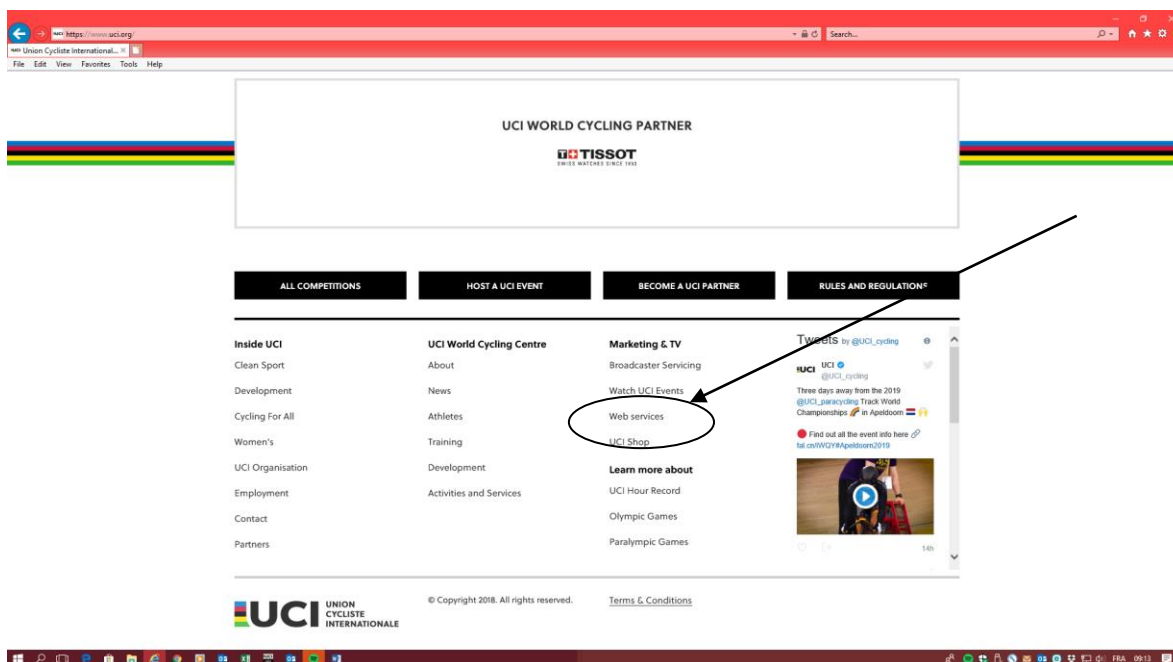 https://www.uci.org/
Search...
Union Cycliste International...
File Edit View Favorites Tools Help
UCI WORLD CYCLING PARTNER
TISSOT
SWISS WATCHES SINCE 1853
ALL COMPETITIONS HOST A UCI EVENT BECOME A UCI PARTNER RULES AND REGULATIONS
Inside UCI
Clean Sport
Development
Cycling For All
Women's
UCI Organisation
Employment
Contact
Partners
UCI World Cycling Centre
About
News
Athletes
Training
Development
Activities and Services
Marketing & TV
Broadcaster Servicing
Watch UCI Events
Web services
UCI Shop
Learn more about
UCI Hour Record
Olympic Games
Paralympic Games
Tweets by @UCI_cycling
UCI
UCI
@UCI_cycling
Three days away from the 2019
@UCI_paracycling Track World
Championships in Apeldoorn
Find out all the event info here
14h
UCI UNION
CYCLISTE
INTERNATIONALE
© Copyright 2018. All rights reserved.
Terms & Conditions
FRA 09:13